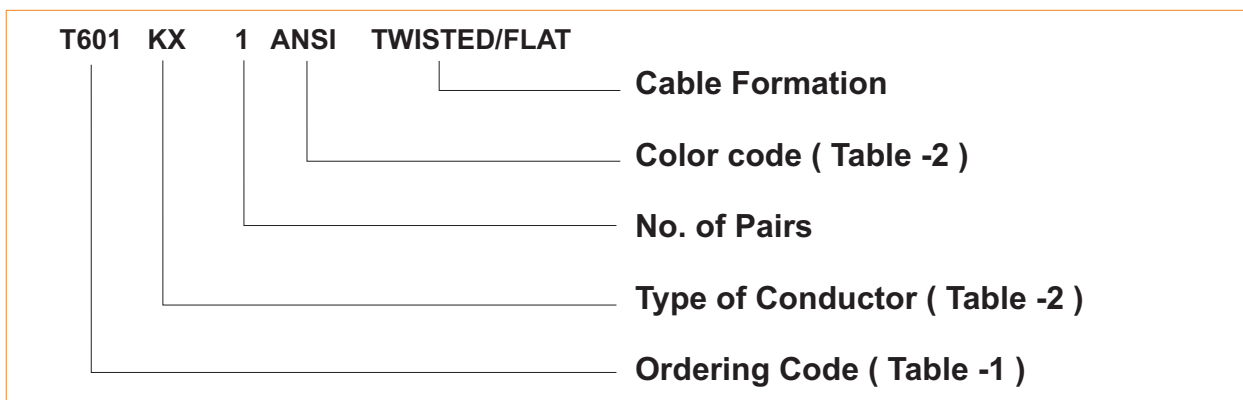 T601 KX 1 ANSI TWISTED/FLAT
Cable Formation
Color code ( Table -2 )
No. of Pairs
Type of Conductor ( Table -2 )
Ordering Code ( Table -1 )